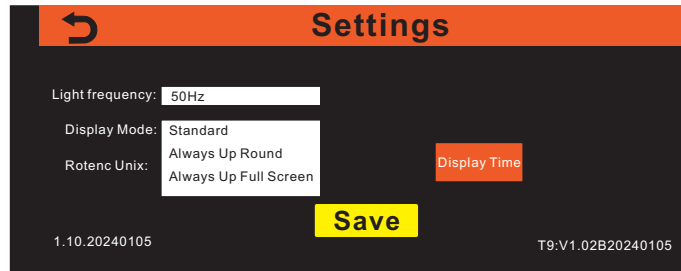 Settings
Light frequency: 50Hz
Display Mode: Standard
Always Up Round
Rotenc Unix:
Display Time
Always Up Full Screen
Save
1.10.20240105
T9:V1.02B20240105